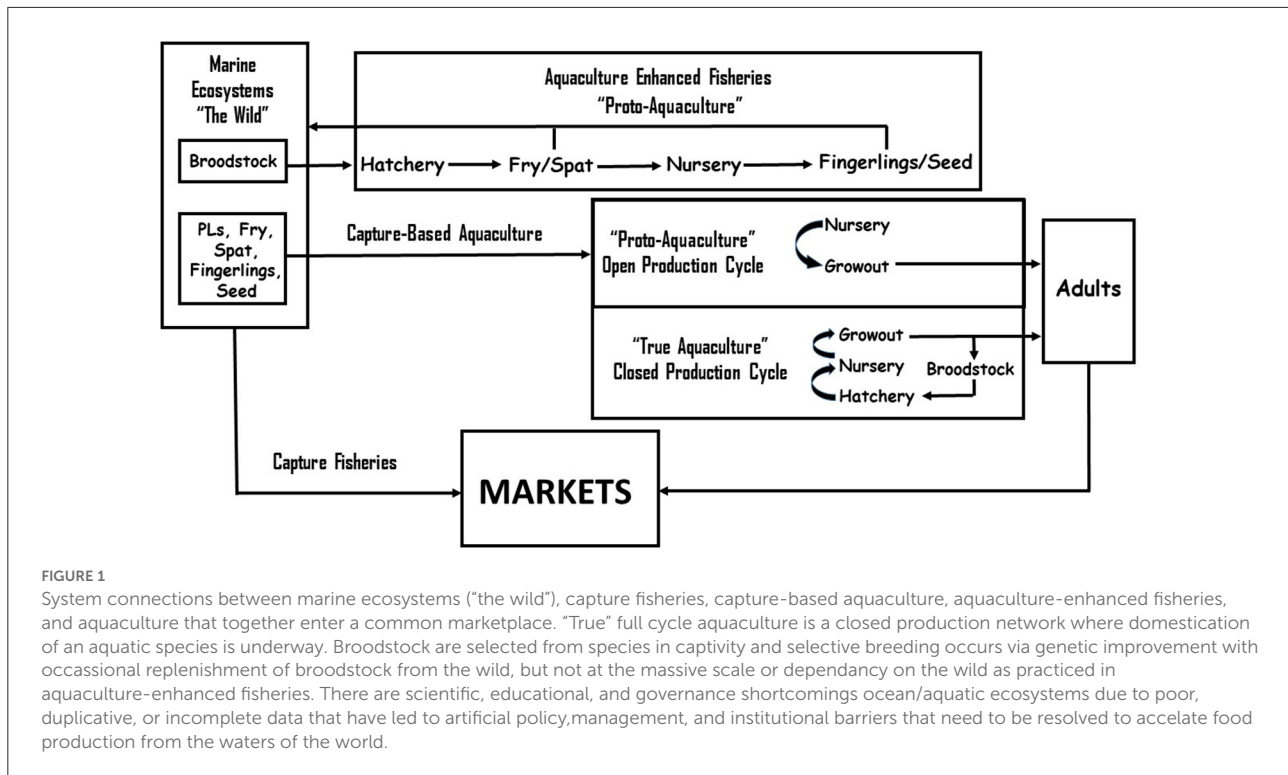 Marine
Ecosystems
“The Wild”
Broodstock
PLs, Fry,
Spat,
Fingerlings,
Seed
Aquaculture Enhanced Fisheries
“Proto-Aquaculture”
Hatchery
Fry/Spat
Nursery
Fingerlings/Seed
Capture-Based Aquaculture
“Proto-Aquaculture”
Open Production Cycle
Nursery
Growout
“True Aquaculture”
Closed Production Cycle
Growout
Nursery
Hatchery
Broodstock
Adults
Capture Fisheries
MARKETS
FIGURE 1
System connections between marine ecosystems (“the wild”), capture fisheries, capture-based aquaculture, aquaculture-enhanced fisheries,
and aquaculture that together enter a common marketplace. “True” full cycle aquaculture is a closed production network where domestication
of an aquatic species is underway. Broodstock are selected from species in captivity and selective breeding occurs via genetic improvement with
occassional replenishment of broodstock from the wild, but not at the massive scale or dependancy on the wild as practiced in
aquaculture-enhanced fisheries. There are scientific, educational, and governance shortcomings ocean/aquatic ecosystems due to poor,
duplicative, or incomplete data that have led to artificial policy,management, and institutional barriers that need to be resolved to accelate food
production from the waters of the world.